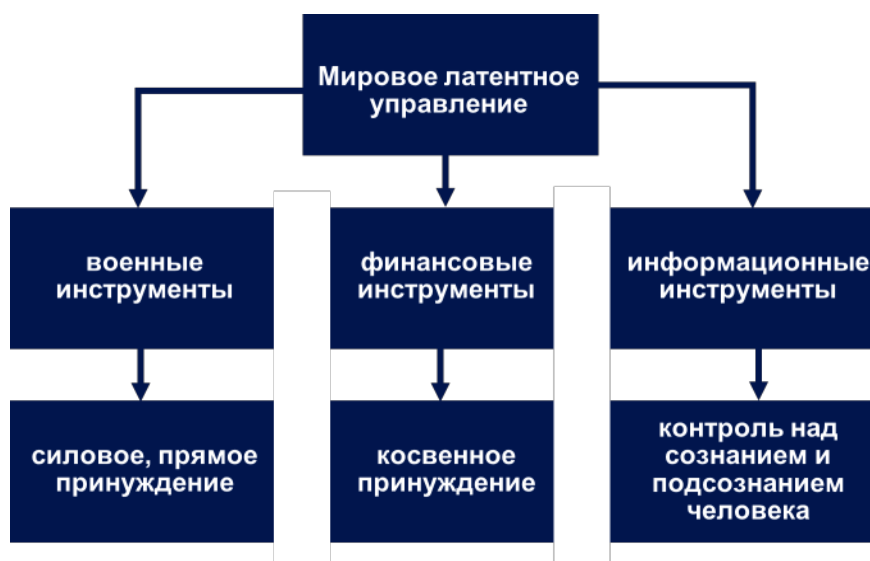 Мировое латентное
управление
военные
инструменты
финансовые
инструменты
информационные
инструменты
силовое, прямое
принуждение
косвенное
принуждение
контроль над
сознанием и
подсознанием
человека